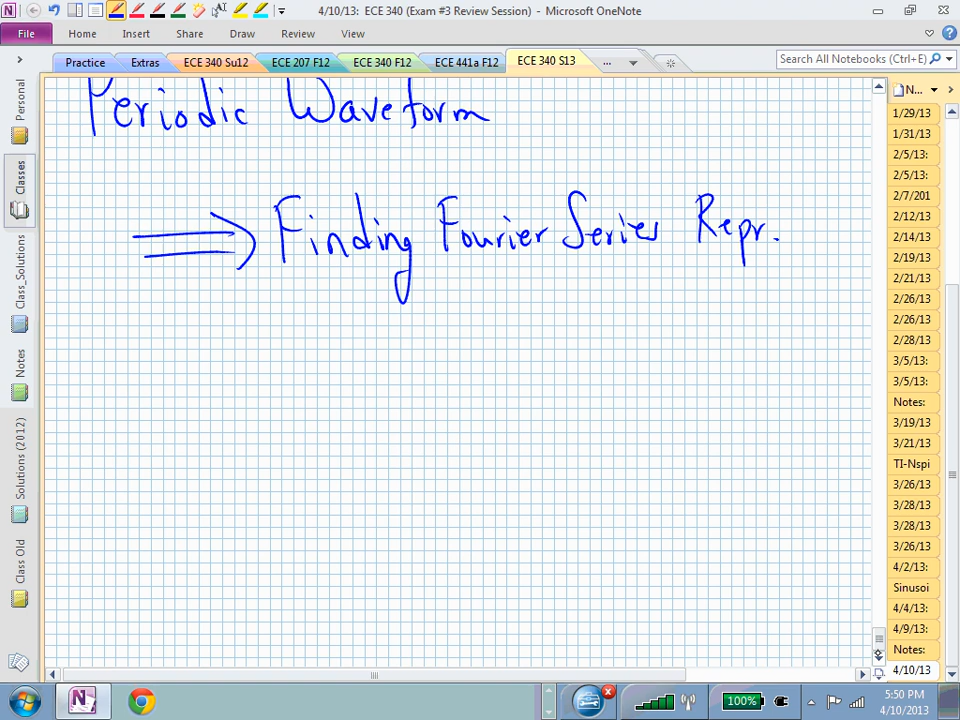 4/10/13: ECE 340 (Exam #3 Review Session) - Microsoft OneNote
File Home Insert Share Draw Review View
Practice Extras ECE 340 Su12 ECE 207 F12 ECE 340 F12 ECE 441a F12 ECE 340 S13 ... Search All Notebooks (Ctrl+E)
Personal
Classes
Class_Solutions
Notes
Solutions (2012)
Class Old
Periodic Waveform
Finding Fourier Series Repr.
N...
1/29/13
1/31/13
2/5/13:
2/5/13:
2/7/201
2/12/13
2/14/13
2/19/13
2/21/13
2/26/13
2/26/13
2/28/13
3/5/13:
3/5/13:
Notes:
3/19/13
3/21/13
TI-Nspi
3/26/13
3/28/13
3/28/13
3/26/13
4/2/13:
Sinusoi
4/4/13:
4/9/13:
Notes:
4/10/13
100%
5:50 PM
4/10/2013